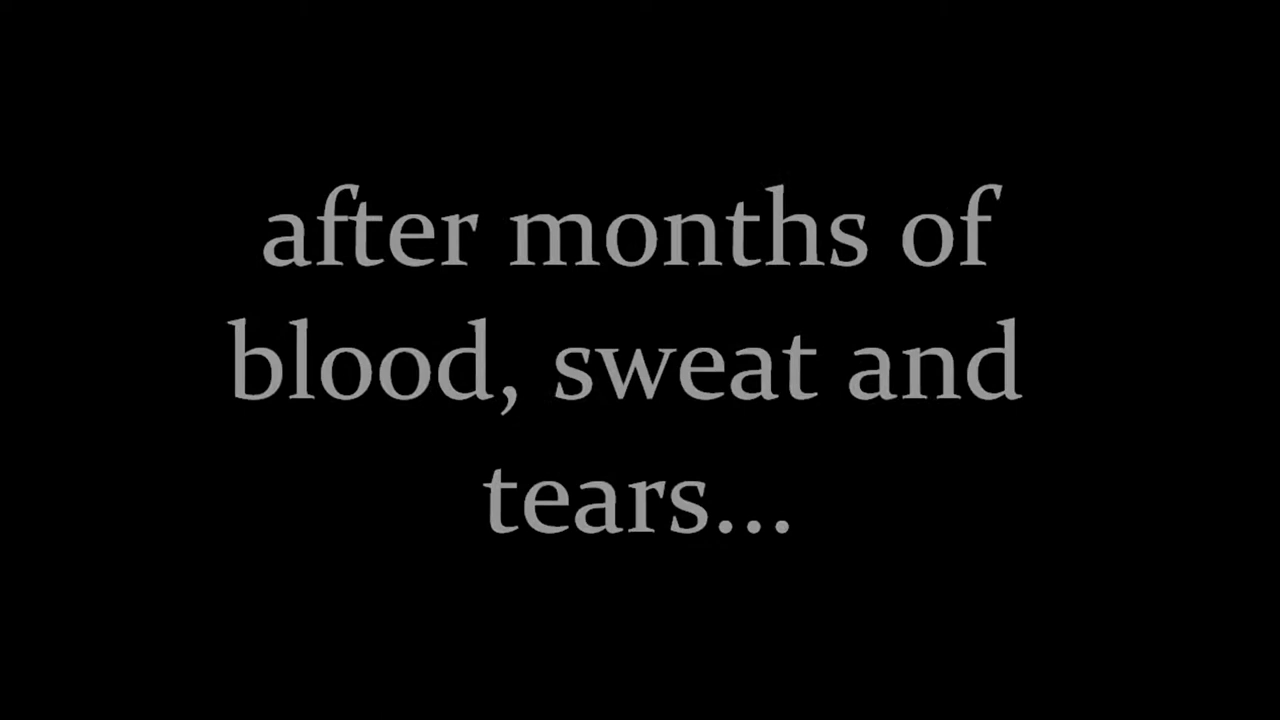 after months of
blood, sweat and
tears...